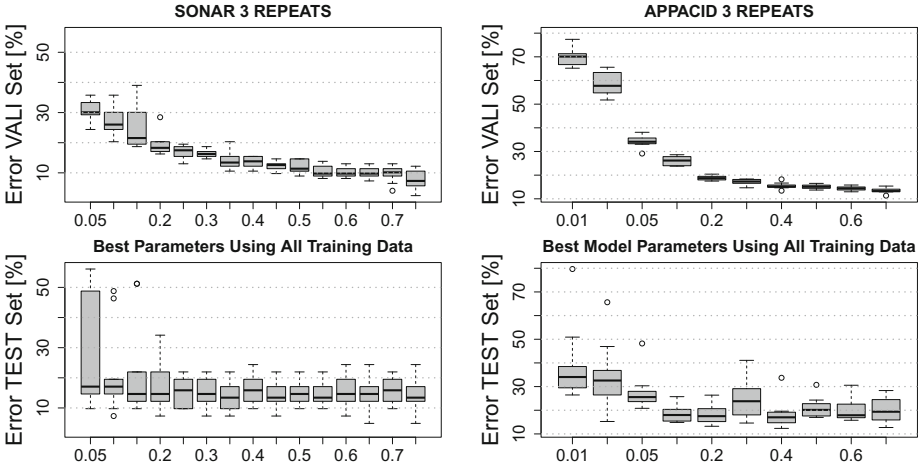 SONAR 3 REPEATS
Error VALI Set [%]
50
30
10
0.05 0.2 0.3 0.4 0.5 0.6 0.7
APPACID 3 REPEATS
Error VALI Set [%]
70
50
30
10
0.01 0.05 0.2 0.4 0.6
Best Parameters Using All Training Data
Error TEST Set [%]
50
30
10
0.05 0.2 0.3 0.4 0.5 0.6 0.7
Best Model Parameters Using All Training Data
Error TEST Set [%]
70
50
30
10
0.01 0.05 0.2 0.4 0.6